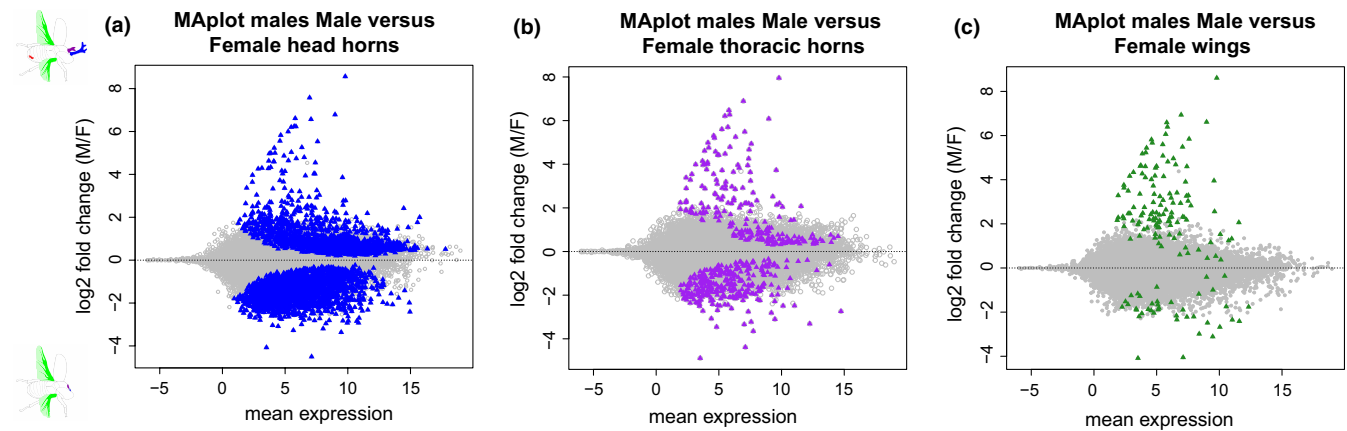 (a)
MAplot males Male versus
Female head horns
log2 fold change (M/F)
8
6
4
2
0
−2
−4
−5
0
5
10
15
mean expression
(b)
MAplot males Male versus
Female thoracic horns
log2 fold change (M/F)
8
6
4
2
0
−2
−4
−5
0
5
10
15
mean expression
(c)
MAplot males Male versus
Female wings
log2 fold change (M/F)
8
6
4
2
0
−2
−4
−5
0
5
10
15
mean expression